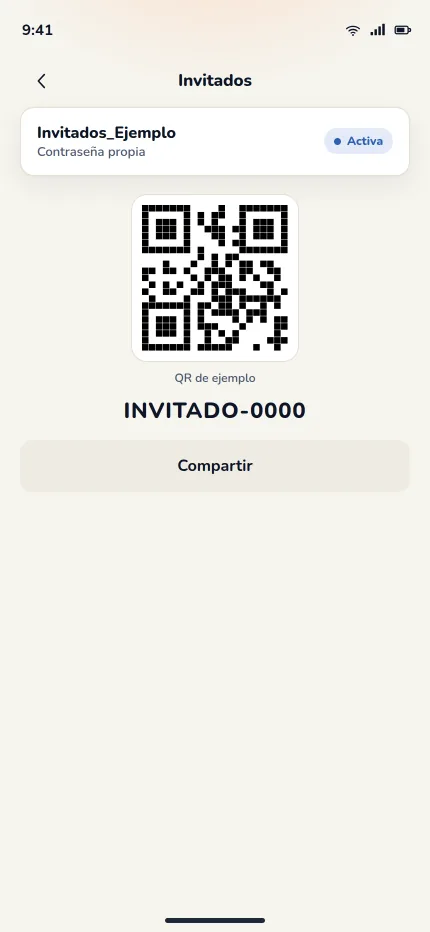 9:41
Invitados
Invitados_Ejemplo
Contraseña propia
Activa
QR de ejemplo
INVITADO-0000
Compartir